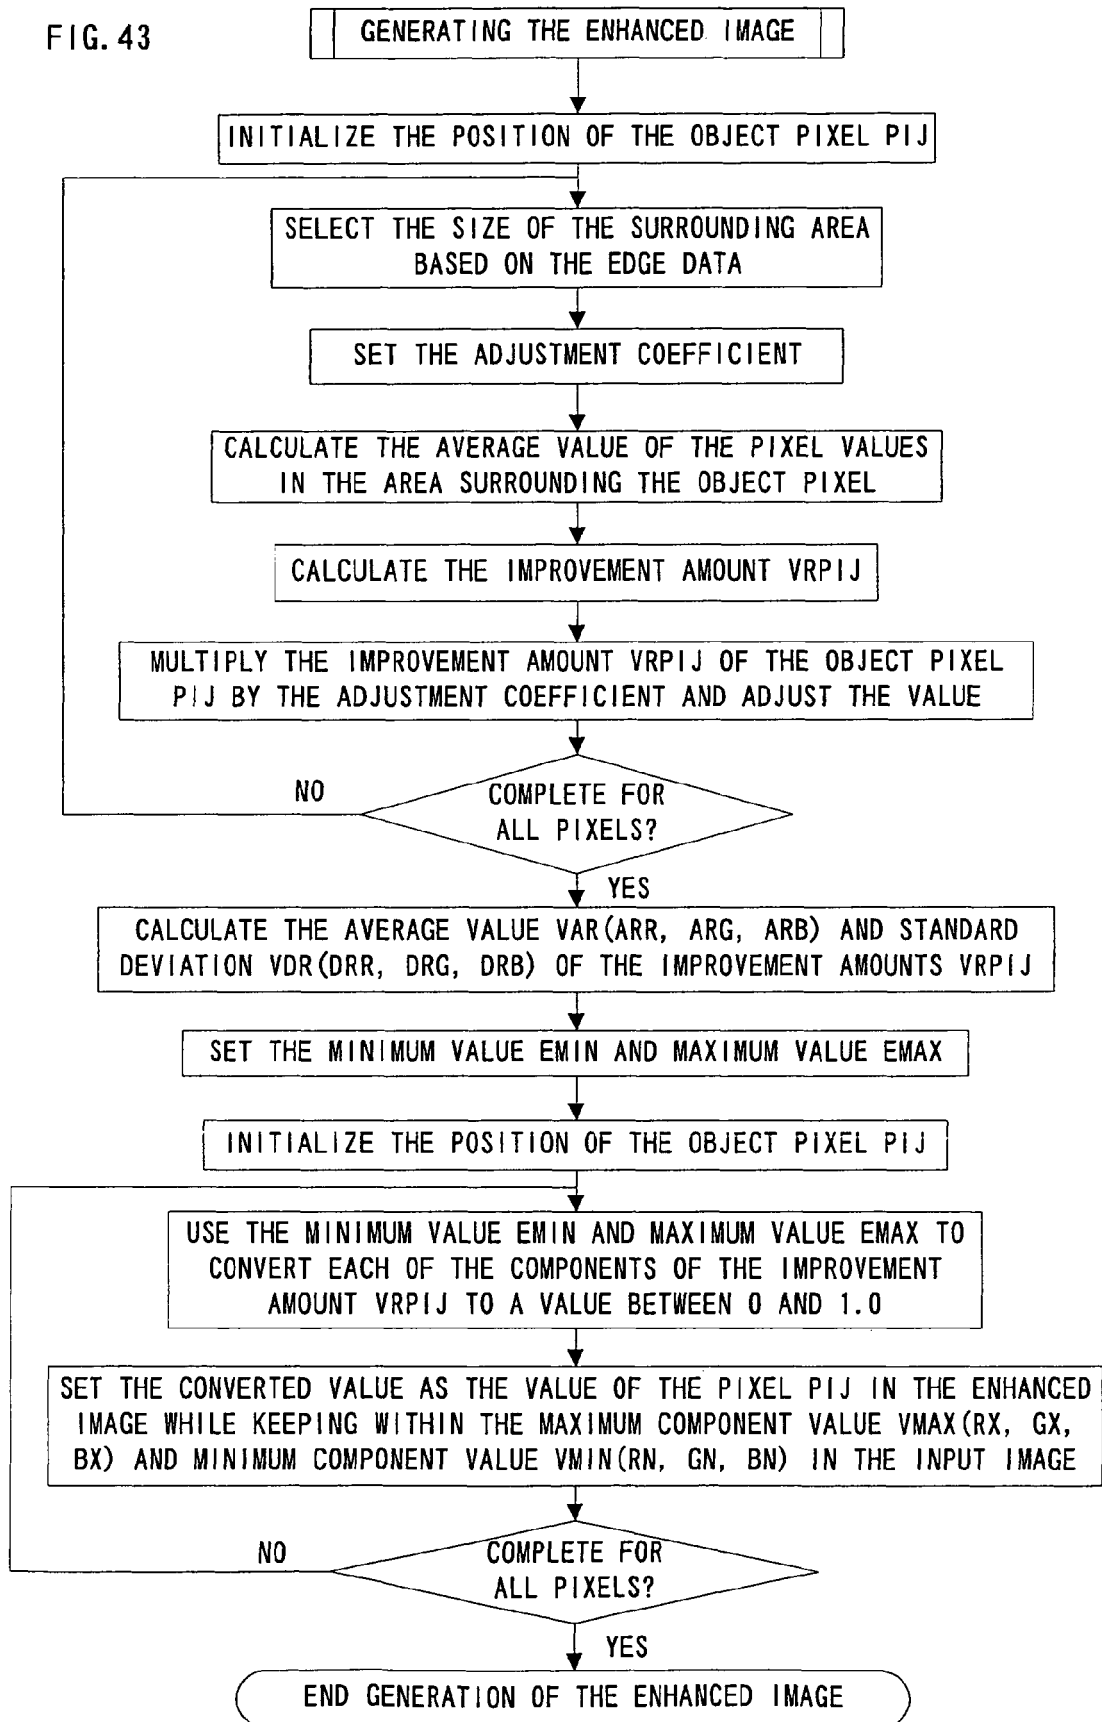 FIG. 43
GENERATING THE ENHANCED IMAGE
INITIALIZE THE POSITION OF THE OBJECT PIXEL PIJ
SELECT THE SIZE OF THE SURROUNDING AREA
BASED ON THE EDGE DATA
SET THE ADJUSTMENT COEFFICIENT
CALCULATE THE AVERAGE VALUE OF THE PIXEL VALUES
IN THE AREA SURROUNDING THE OBJECT PIXEL
CALCULATE THE IMPROVEMENT AMOUNT VRPIJ
MULTIPLY THE IMPROVEMENT AMOUNT VRPIJ OF THE OBJECT PIXEL
PIJ BY THE ADJUSTMENT COEFFICIENT AND ADJUST THE VALUE
NO
COMPLETE FOR
ALL PIXELS?
YES
CALCULATE THE AVERAGE VALUE VAR(ARR, ARG, ARB) AND STANDARD
DEVIATION VDR(DRR, DRG, DRB) OF THE IMPROVEMENT AMOUNTS VRPIJ
SET THE MINIMUM VALUE EMIN AND MAXIMUM VALUE EMAX
INITIALIZE THE POSITION OF THE OBJECT PIXEL PIJ
USE THE MINIMUM VALUE EMIN AND MAXIMUM VALUE EMAX TO
CONVERT EACH OF THE COMPONENTS OF THE IMPROVEMENT
AMOUNT VRPIJ TO A VALUE BETWEEN 0 AND 1.0
SET THE CONVERTED VALUE AS THE VALUE OF THE PIXEL PIJ IN THE ENHANCED
IMAGE WHILE KEEPING WITHIN THE MAXIMUM COMPONENT VALUE VMAX(RX, GX,
BX) AND MINIMUM COMPONENT VALUE VMIN(RN, GN, BN) IN THE INPUT IMAGE
NO
COMPLETE FOR
ALL PIXELS?
YES
END GENERATION OF THE ENHANCED IMAGE